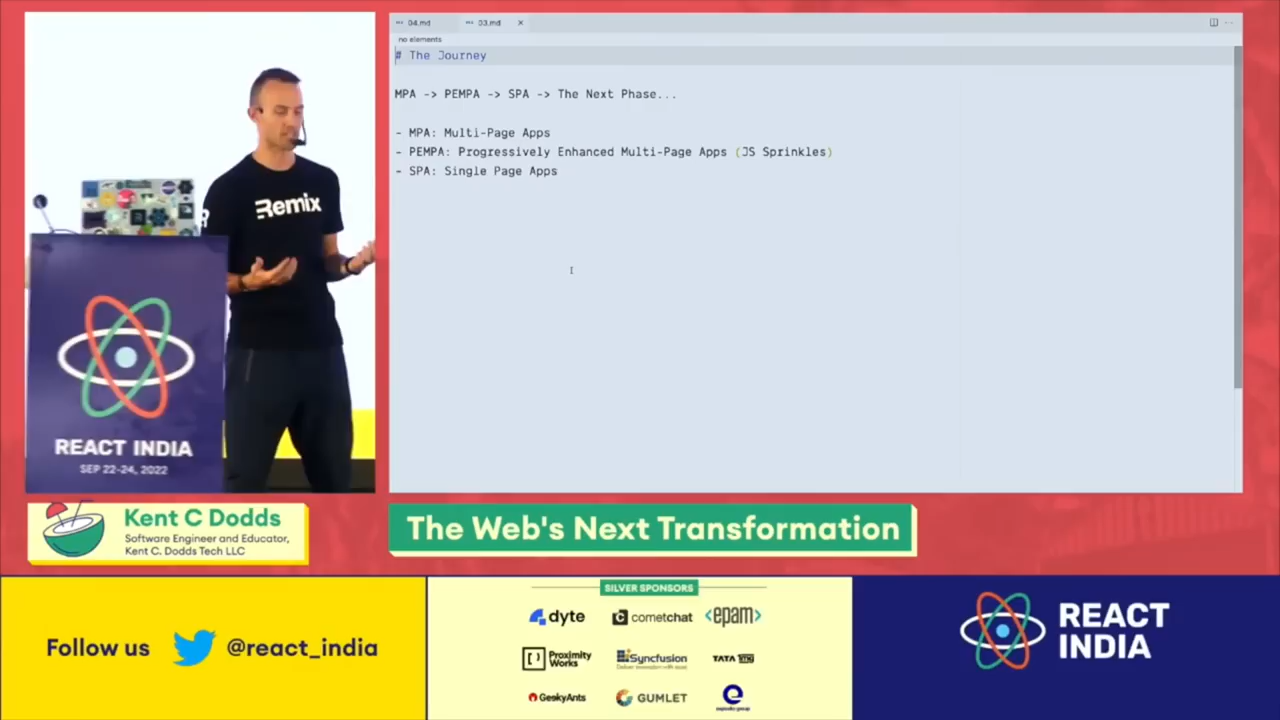 04.md
03.md
no elements
# The Journey
MPA -> PEMPA -> SPA -> The Next Phase...
- MPA: Multi-Page Apps
- PEMPA: Progressively Enhanced Multi-Page Apps (JS Sprinkles)
- SPA: Single Page Apps
Remix
R
REACT INDIA
SEP 22-24, 2022
Kent C Dodds
Software Engineer and Educator,
Kent C. Dodds Tech LLC
The Web's Next Transformation
Follow us
@react_india
SILVER SPONSORS
dyte
cometchat
<epam>
Proximity
Works
Syncfusion
TATA 1mg
GeekyAnts
GUMLET
REACT
INDIA